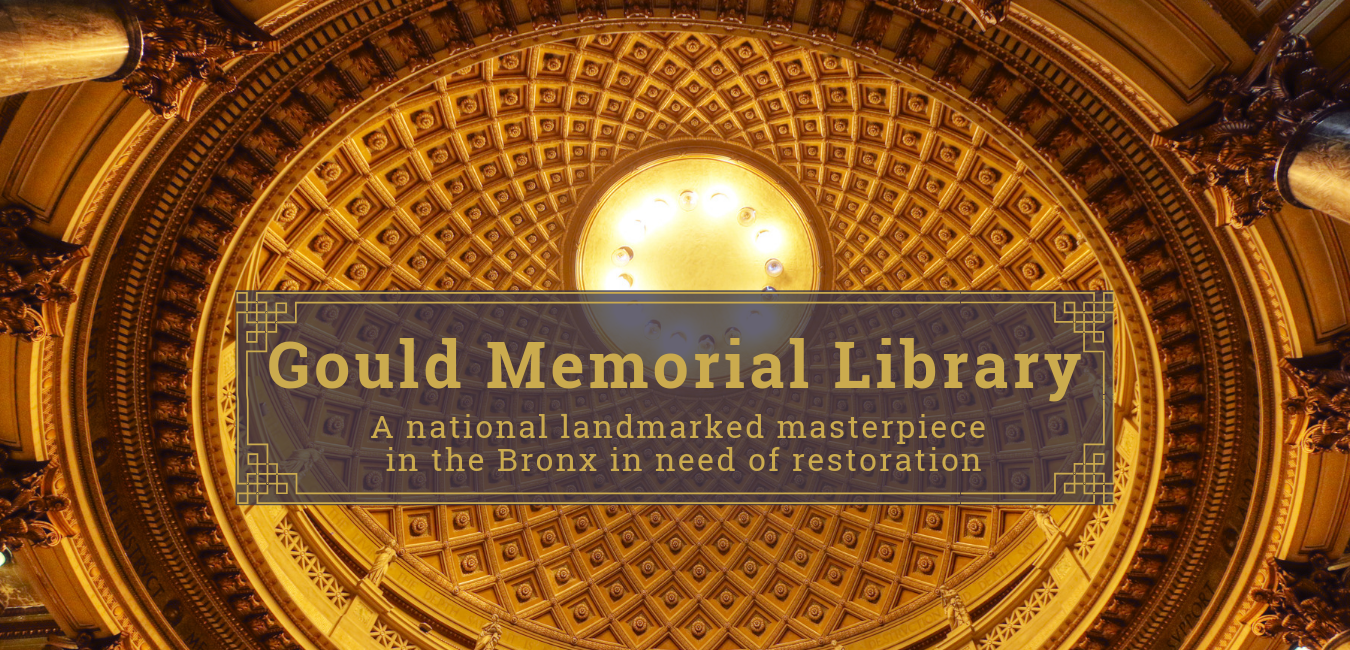 Gould Memorial Library
A national landmarked masterpiece
in the Bronx in need of restoration